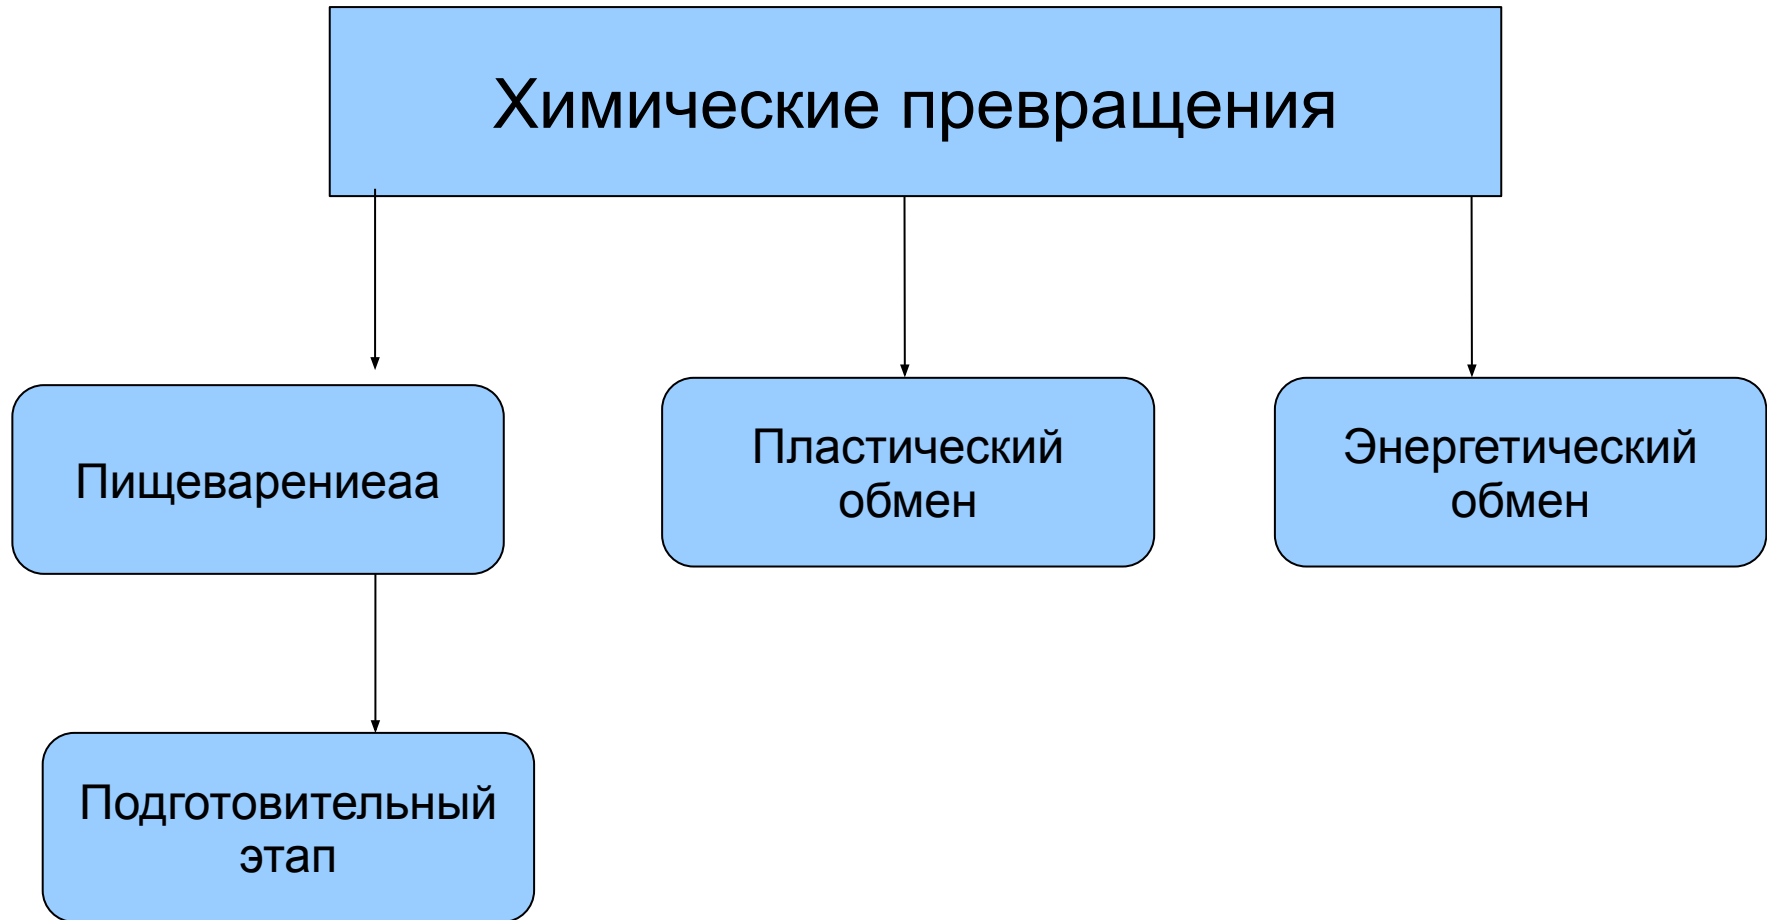 Химические превращения
Пищеварениеаа
Пластический
обмен
Энергетический
обмен
Подготовительный
этап